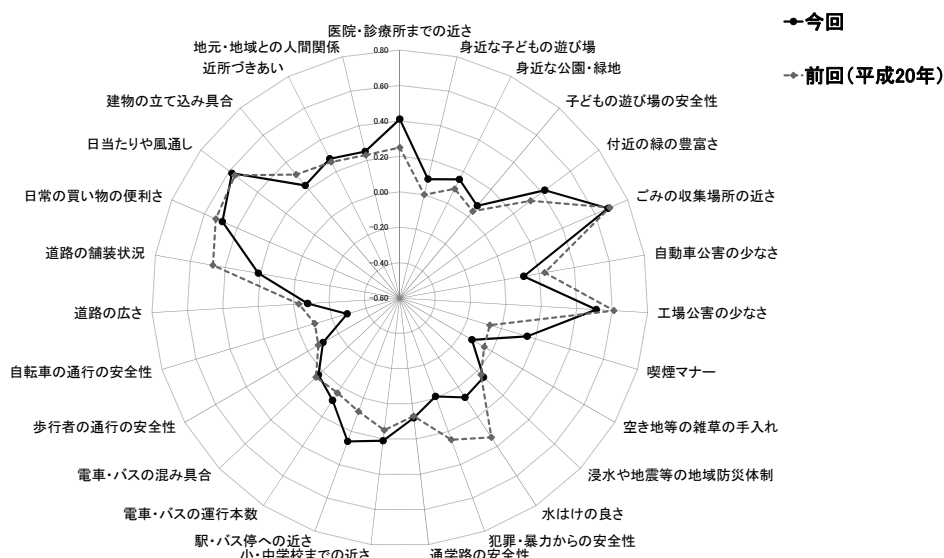 今回
前回(平成20年)
医院・診療所までの近さ
身近な子どもの遊び場
身近な公園・緑地
子どもの遊び場の安全性
付近の緑の豊富さ
ごみの収集場所の近さ
自動車公害の少なさ
工場公害の少なさ
喫煙マナー
空き地等の雑草の手入れ
浸水や地震等の地域防災体制
水はけの良さ
犯罪・暴力からの安全性
通学路の安全性
小・中学校までの近さ
駅・バス停への近さ
電車・バスの運行本数
電車・バスの混み具合
歩行者の通行の安全性
自転車の通行の安全性
道路の広さ
道路の舗装状況
日常の買い物の便利さ
日当たりや風通し
建物の立て込み具合
近所づきあい
地元・地域との人間関係
0.80
0.60
0.40
0.20
0.00
-0.20
-0.40
-0.60